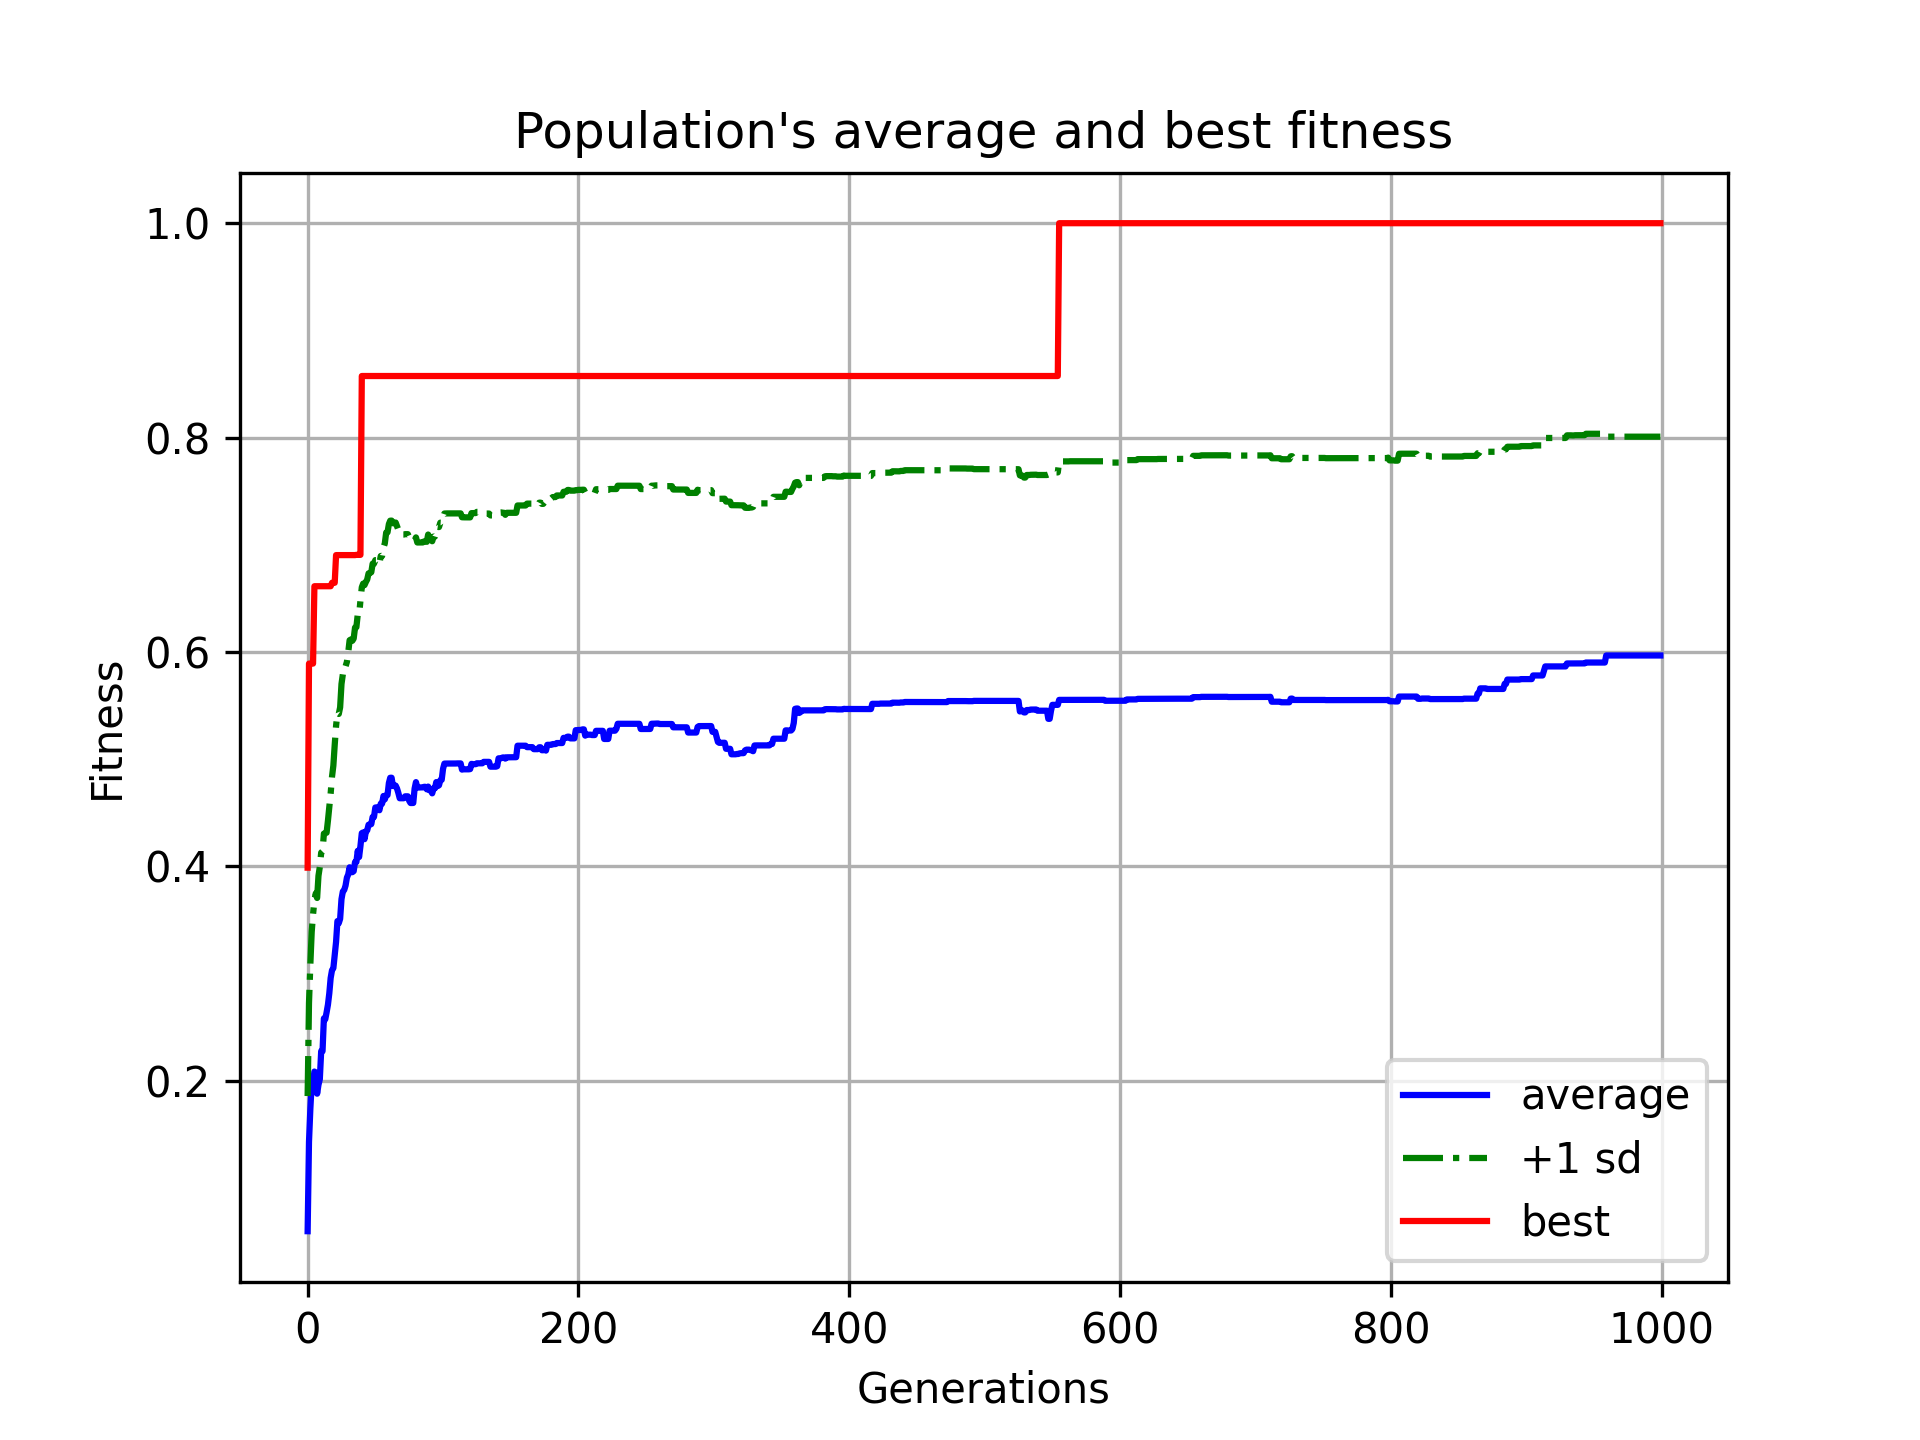 Population's average and best fitness
1.0
0.8
0.6
0.4
0.2
Fitness
0 200 400 600 800 1000
Generations
average
+1 sd
best